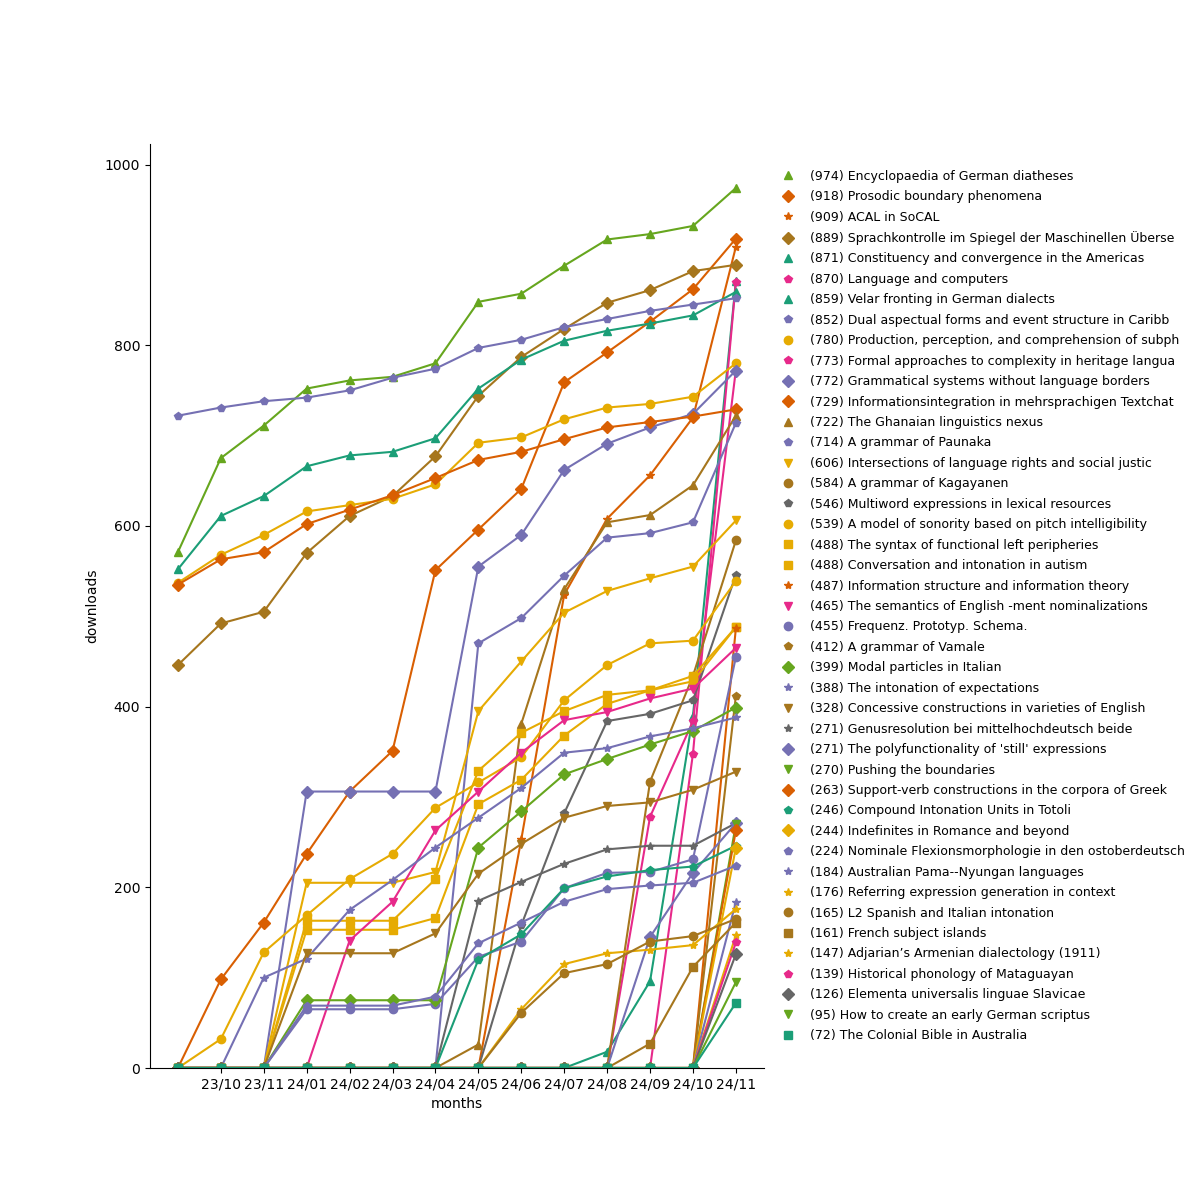 1000
800
600
400
200
0
downloads
23/10 23/11 24/01 24/02 24/03 24/04 24/05 24/06 24/07 24/08 24/09 24/10 24/11
months
(974) Encyclopaedia of German diatheses
(918) Prosodic boundary phenomena
(909) ACAL in SoCAL
(889) Sprachkontrolle im Spiegel der Maschinellen Überse
(871) Constituency and convergence in the Americas
(870) Language and computers
(859) Velar fronting in German dialects
(852) Dual aspectual forms and event structure in Caribb
(780) Production, perception, and comprehension of subph
(773) Formal approaches to complexity in heritage langua
(772) Grammatical systems without language borders
(729) Informationsintegration in mehrsprachigen Textchat
(722) The Ghanaian linguistics nexus
(714) A grammar of Paunaka
(606) Intersections of language rights and social justic
(584) A grammar of Kagayanen
(546) Multiword expressions in lexical resources
(539) A model of sonority based on pitch intelligibility
(488) The syntax of functional left peripheries
(488) Conversation and intonation in autism
(487) Information structure and information theory
(465) The semantics of English -ment nominalizations
(455) Frequenz. Prototyp. Schema.
(412) A grammar of Vamale
(399) Modal particles in Italian
(388) The intonation of expectations
(328) Concessive constructions in varieties of English
(271) Genusresolution bei mittelhochdeutsch beide
(271) The polyfunctionality of 'still' expressions
(270) Pushing the boundaries
(263) Support-verb constructions in the corpora of Greek
(246) Compound Intonation Units in Totoli
(244) Indefinites in Romance and beyond
(224) Nominale Flexionsmorphologie in den ostoberdeutsch
(184) Australian Pama--Nyungan languages
(176) Referring expression generation in context
(165) L2 Spanish and Italian intonation
(161) French subject islands
(147) Adjarian’s Armenian dialectology (1911)
(139) Historical phonology of Mataguayan
(126) Elementa universalis linguae Slavicae
(95) How to create an early German scriptus
(72) The Colonial Bible in Australia